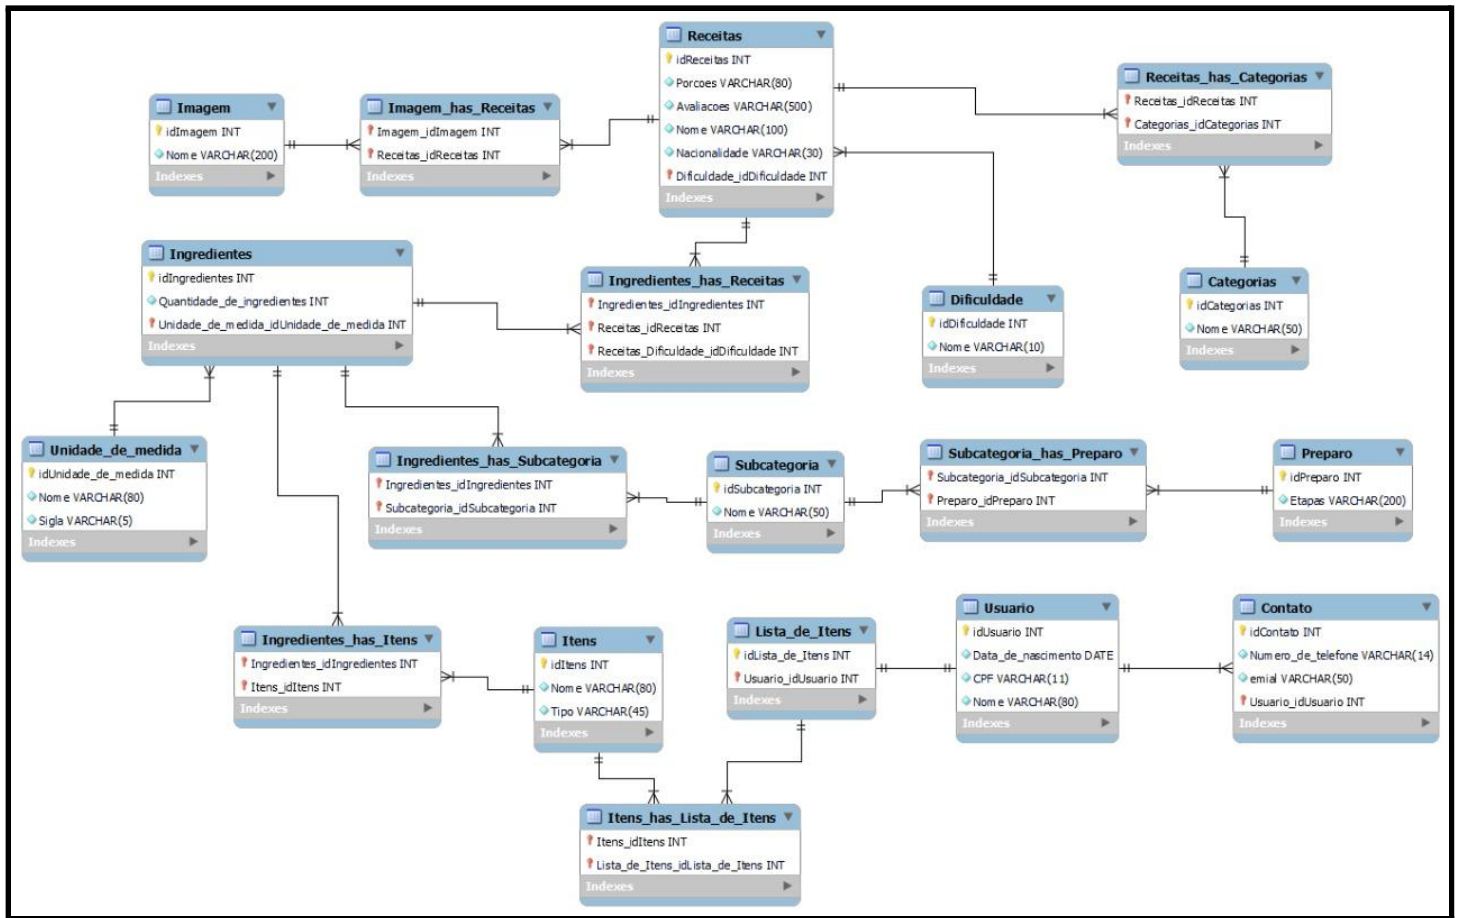 Receitas
idReceitas INT
Porcoes VARCHAR(80)
Avaliacoes VARCHAR(500)
Nome VARCHAR(100)
Nacionalidade VARCHAR(30)
Dificuldade_idDificuldade INT
Indexes
Receitas_has_Categorias
Receitas_idReceitas INT
Categorias_idCategorias INT
Indexes
Imagem
idImagem INT
Nome VARCHAR(200)
Indexes
Imagem_has_Receitas
Imagem_idImagem INT
Receitas_idReceitas INT
Indexes
Ingredientes
idIngredientes INT
Quantidade_de_ingredientes INT
Unidade_de_medida_idUnidade_de_medida INT
Indexes
Ingredientes_has_Receitas
Ingredientes_idIngredientes INT
Receitas_idReceitas INT
Receitas_Dificuldade_idDificuldade INT
Indexes
Dificuldade
idDificuldade INT
Nome VARCHAR(10)
Indexes
Categorias
idCategorias INT
Nome VARCHAR(50)
Indexes
Unidade_de_medida
idUnidade_de_medida INT
Nome VARCHAR(80)
Sigla VARCHAR(5)
Indexes
Ingredientes_has_Subcategoria
Ingredientes_idIngredientes INT
Subcategoria_idSubcategoria INT
Indexes
Subcategoria
idSubcategoria INT
Nome VARCHAR(50)
Indexes
Subcategoria_has_Preparo
Subcategoria_idSubcategoria INT
Preparo_idPreparo INT
Indexes
Preparo
idPreparo INT
Etapas VARCHAR(200)
Indexes
Ingredientes_has_Itens
Ingredientes_idIngredientes INT
Itens_idItens INT
Indexes
Itens
idItens INT
Nome VARCHAR(80)
Tipo VARCHAR(45)
Indexes
Lista_de_Itens
idLista_de_Itens INT
Usuario_idUsuario INT
Indexes
Usuario
idUsuario INT
Data_de_nascimento DATE
CPF VARCHAR(11)
Nome VARCHAR(80)
Indexes
Contato
idContato INT
Numero_de_telefone VARCHAR(14)
emial VARCHAR(50)
Usuario_idUsuario INT
Indexes
Itens_has_Lista_de_Itens
Itens_idItens INT
Lista_de_Itens_idLista_de_Itens INT
Indexes